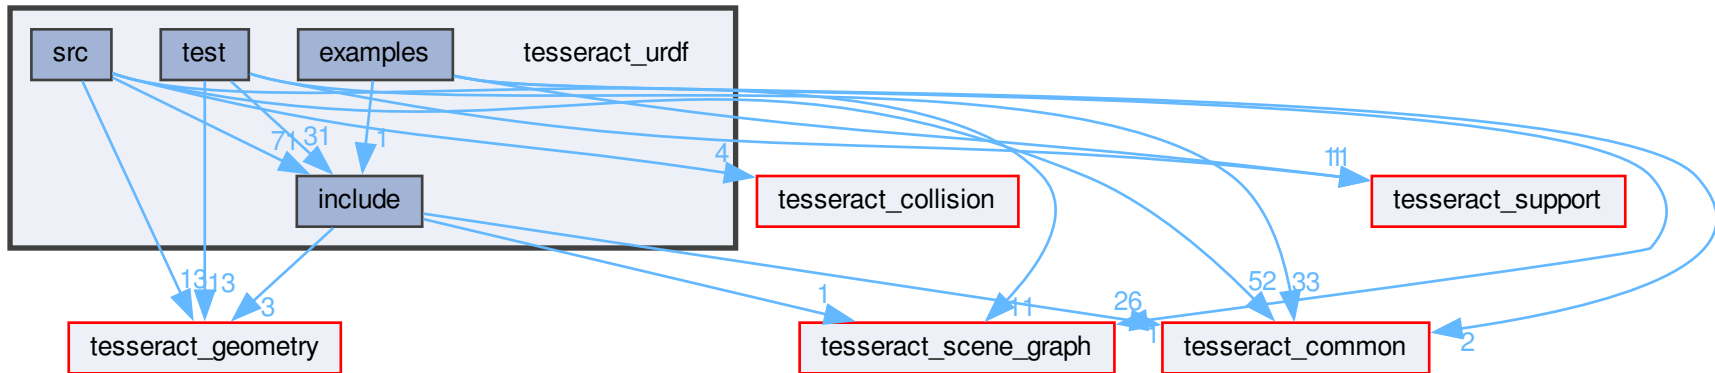 src
test
examples
tesseract_urdf
71
31
1
4
111
include
tesseract_collision
tesseract_support
13
13
3
1
11
26
1
52
33
2
tesseract_geometry
tesseract_scene_graph
tesseract_common